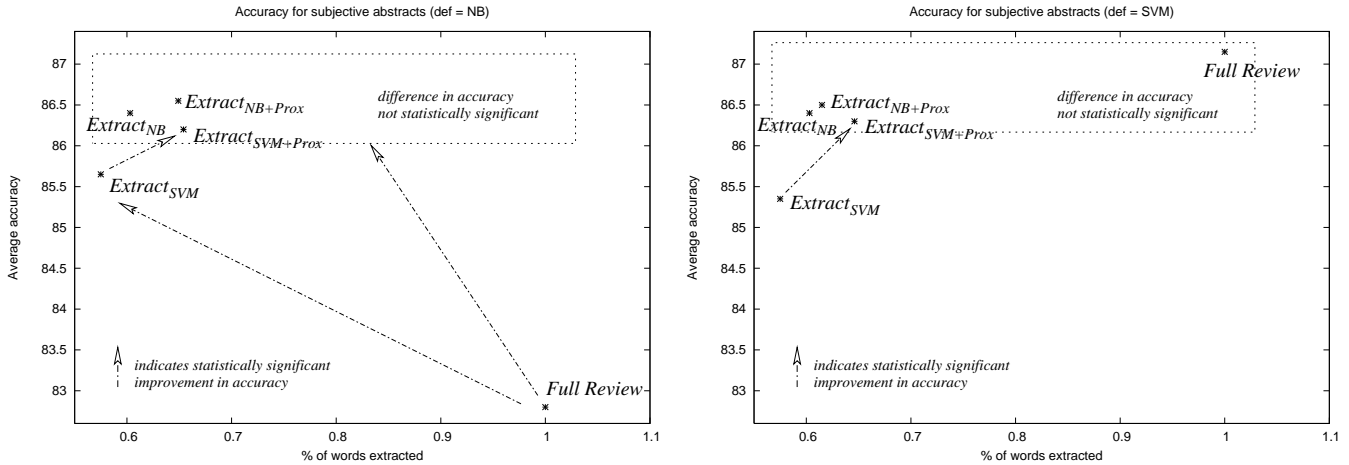 Accuracy for subjective abstracts (def = NB)
87
86.5
86
85.5
85
84.5
84
83.5
83
Average accuracy
0.6 0.7 0.8 0.9 1 1.1
% of words extracted
difference in accuracy
not statistically significant
Extract_NB+Prox
Extract_NB
Extract_SVM+Prox
Extract_SVM
indicates statistically significant
improvement in accuracy
Full Review
Accuracy for subjective abstracts (def = SVM)
87
86.5
86
85.5
85
84.5
84
83.5
83
Average accuracy
0.6 0.7 0.8 0.9 1 1.1
% of words extracted
Full Review
difference in accuracy
not statistically significant
Extract_NB+Prox
Extract_NB
Extract_SVM+Prox
Extract_SVM
indicates statistically significant
improvement in accuracy